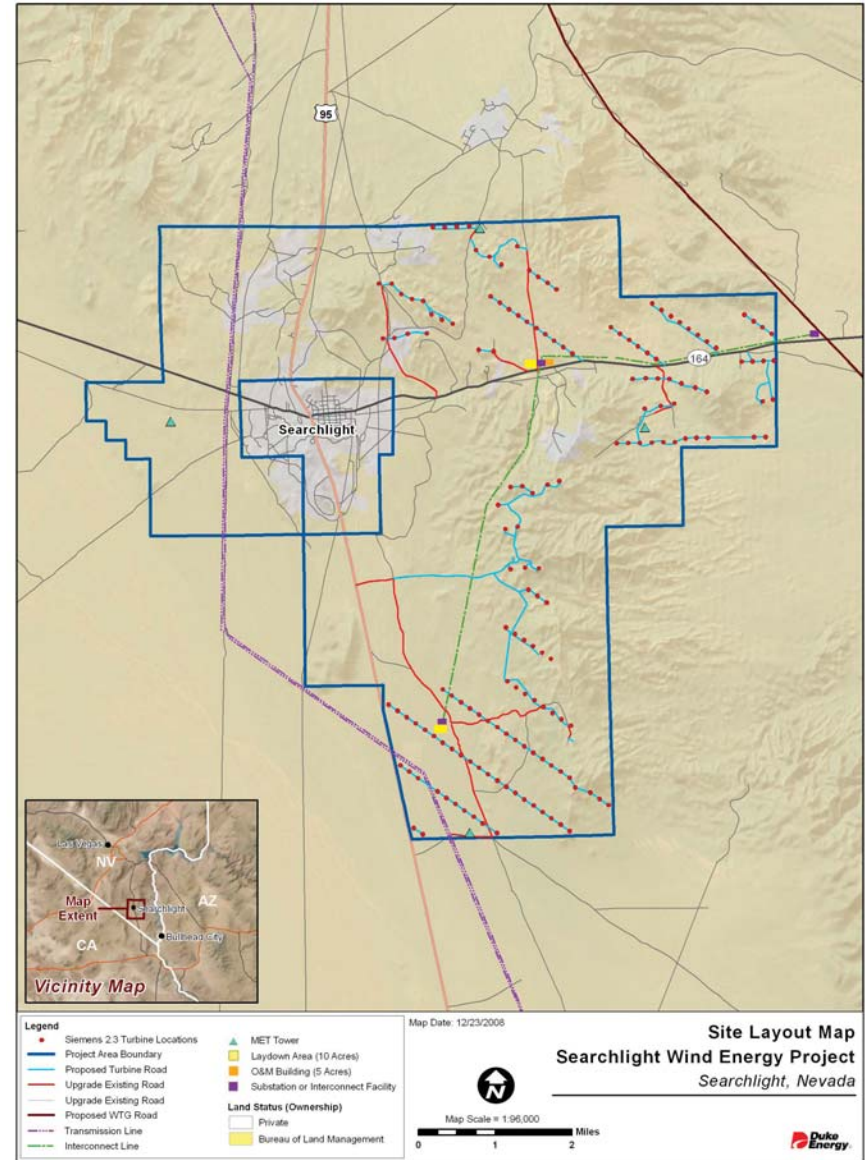 95
164
Searchlight
Las Vegas
NV
Map
Extent
Searchlight
AZ
CA
Bullhead City
Vicinity Map
Legend
Siemens 2.3 Turbine Locations
Project Area Boundary
Proposed Turbine Road
Upgrade Existing Road
Upgrade Existing Road
Proposed WTG Road
Transmission Line
Interconnect Line
MET Tower
Laydown Area (10 Acres)
O&M Building (5 Acres)
Substation or Interconnect Facility
Land Status (Ownership)
Private
Bureau of Land Management
Map Date: 12/23/2008
N
Map Scale = 1:96,000
Miles
0 1 2
Site Layout Map
Searchlight Wind Energy Project
Searchlight, Nevada
Duke
Energy.